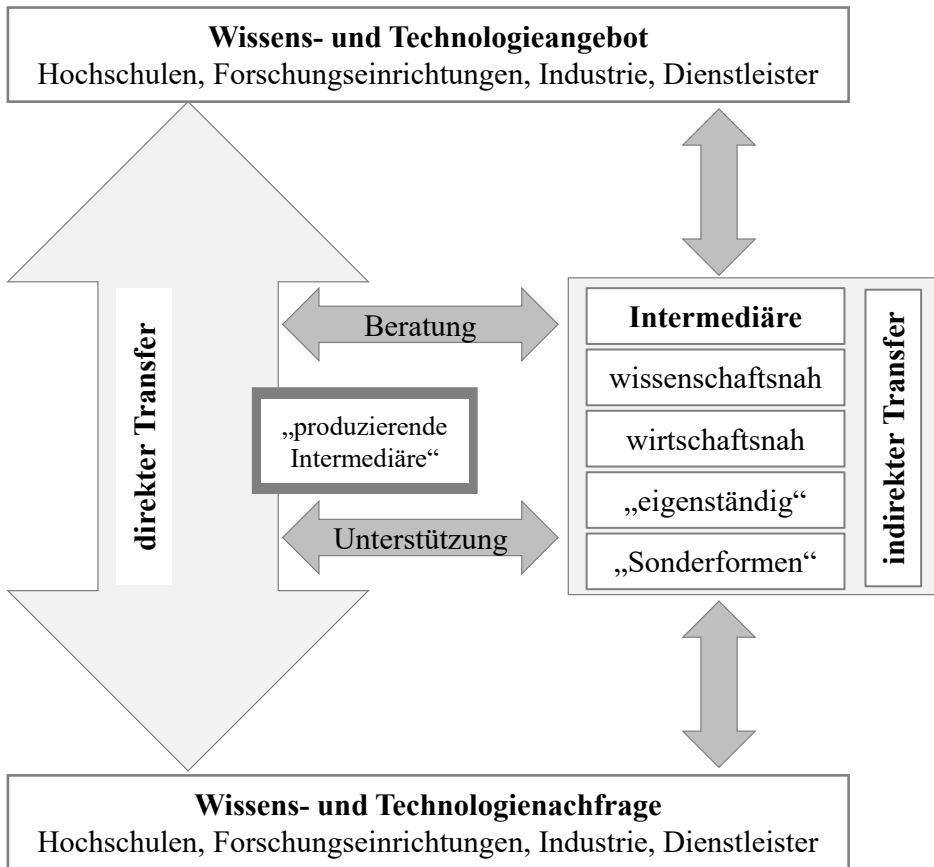 Wissens- und Technologieangebot
Hochschulen, Forschungseinrichtungen, Industrie, Dienstleister
direkter Transfer
Beratung
„produzierende
Intermediäre“
Unterstützung
Intermediäre
wissenschaftsnah
wirtschaftsnah
„eigenständig“
„Sonderformen“
indirekter Transfer
Wissens- und Technologienachfrage
Hochschulen, Forschungseinrichtungen, Industrie, Dienstleister